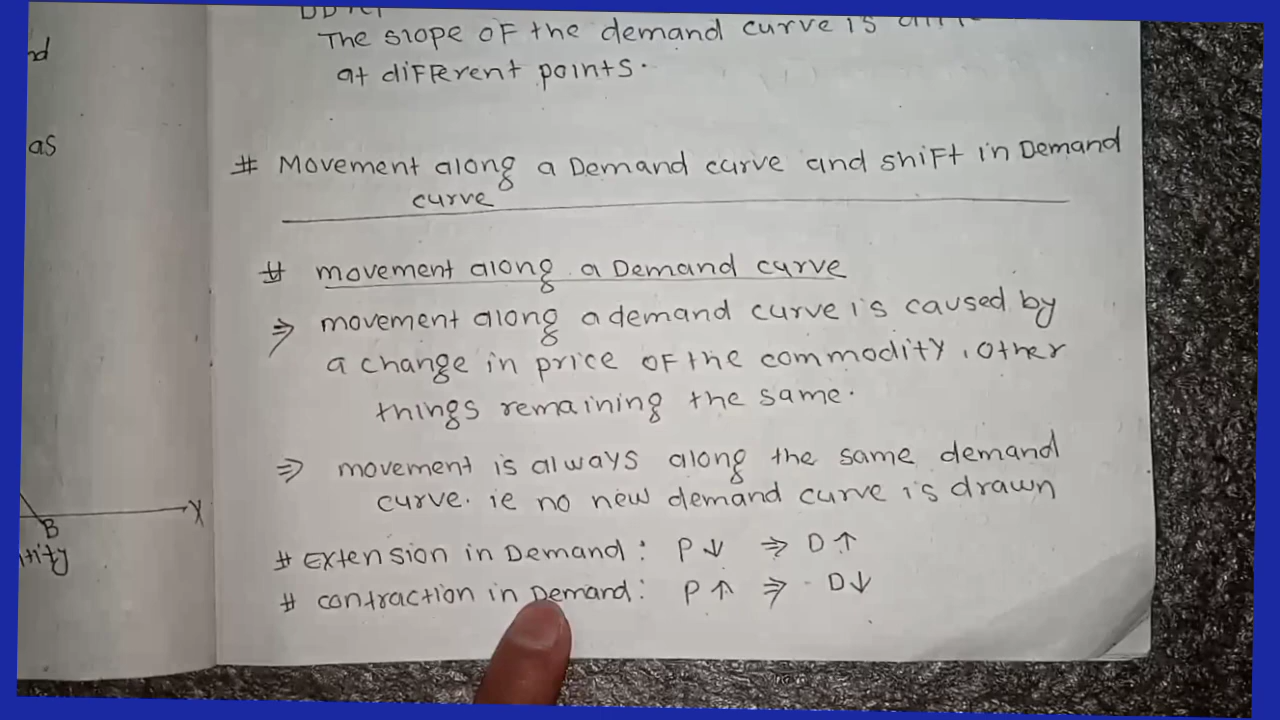 The slope of the demand curve is
at different points.
as
# Movement along a Demand curve and shift in Demand
curve
# movement along a Demand curve
⇒ movement along a demand curve is caused by
a change in price of the commodity, other
things remaining the same.
⇒ movement is always along the same demand
curve. ie no new demand curve is drawn
B X
# Extension in Demand: P↓ ⇒ D↑
# contraction in Demand: P↑ ⇒ D↓